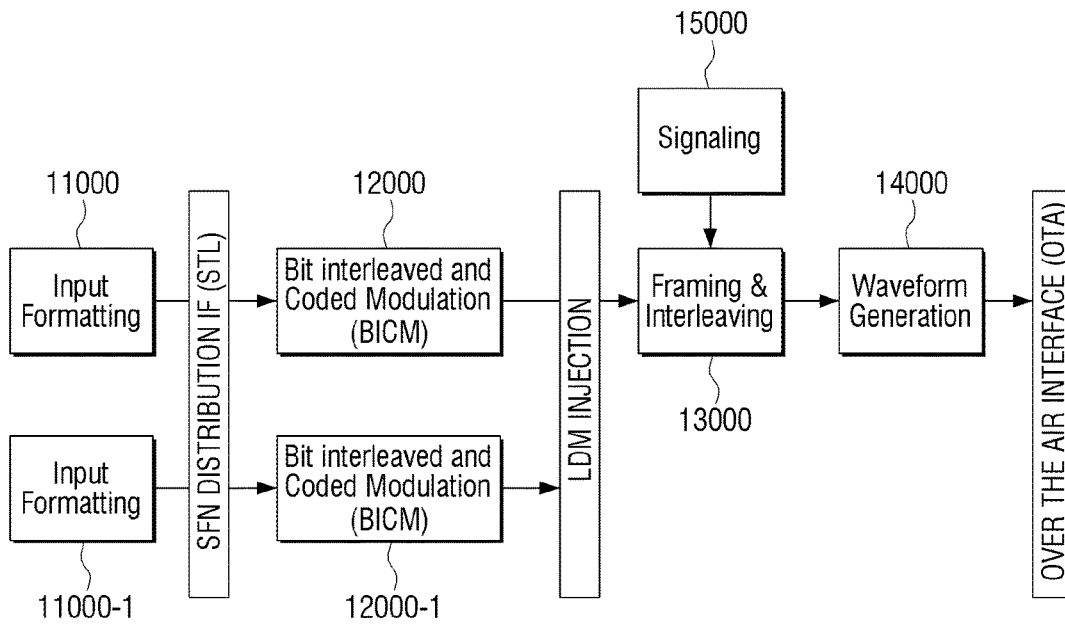 15000
Signaling
11000
12000
14000
Input
Formatting
SFN DISTRIBUTION IF (STL)
Bit interleaved and
Coded Modulation
(BICM)
LDM INJECTION
Framing &
Interleaving
Waveform
Generation
OVER THE AIR INTERFACE (OTA)
13000
Input
Formatting
Bit interleaved and
Coded Modulation
(BICM)
11000-1
12000-1